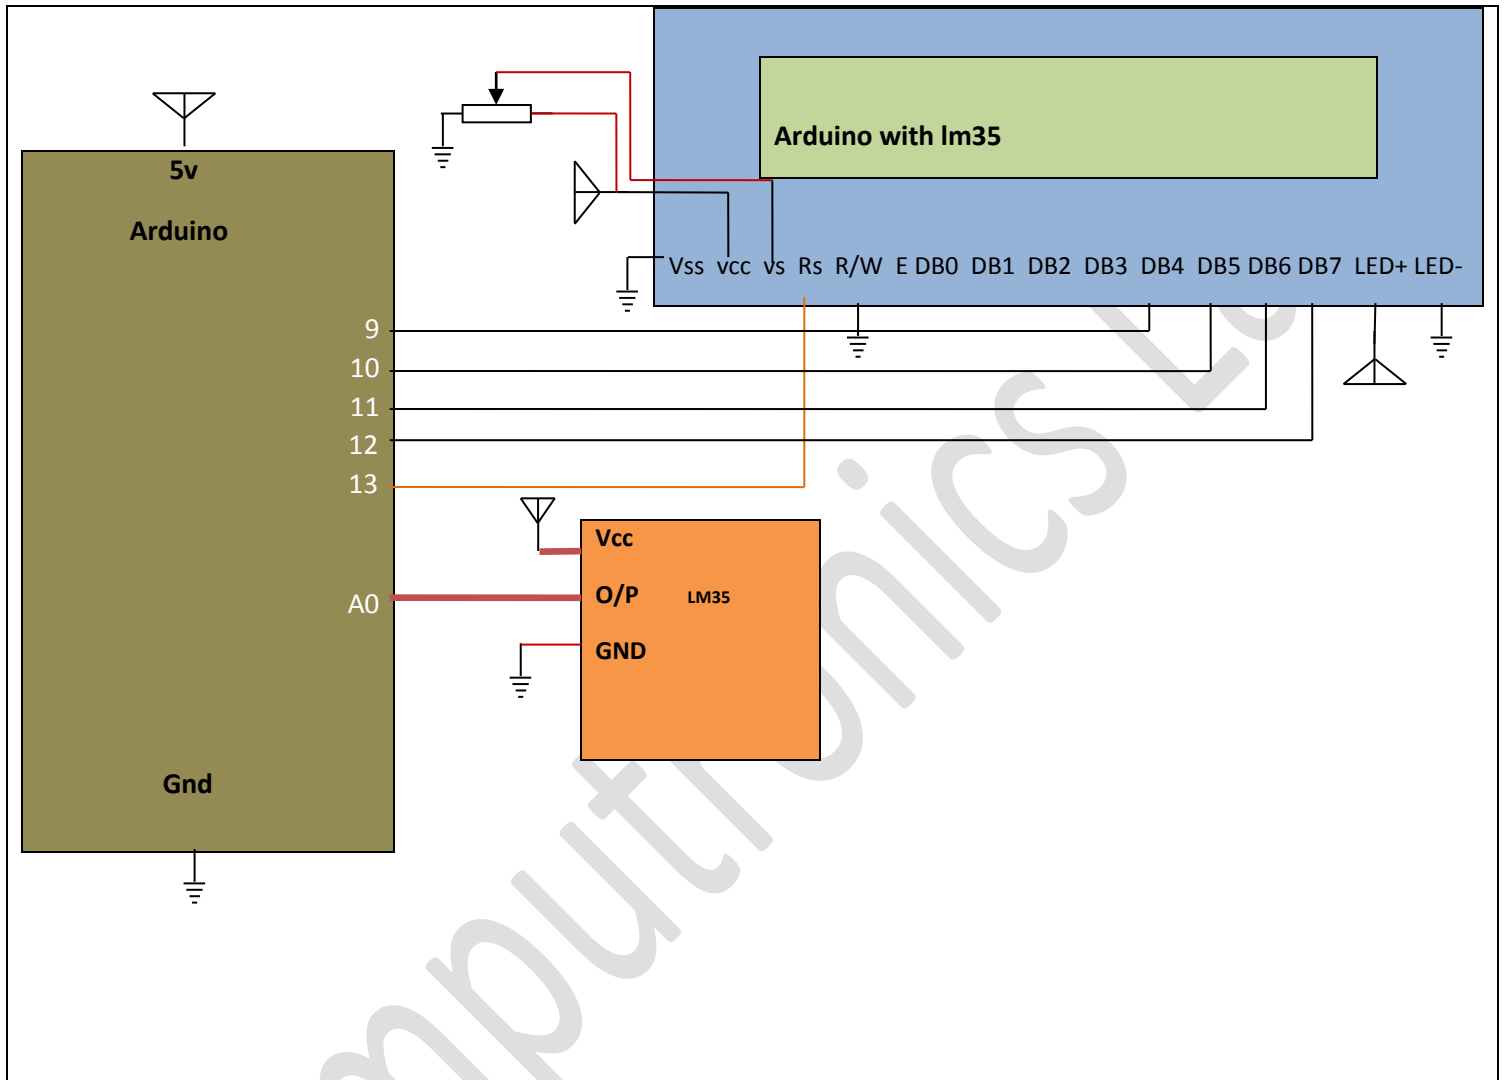 Arduino with lm35
5v
Arduino
Vss vcc vs Rs R/W E DB0 DB1 DB2 DB3 DB4 DB5 DB6 DB7 LED+ LED-
9
10
11
12
13
A0
Gnd
Vcc
O/P LM35
GND